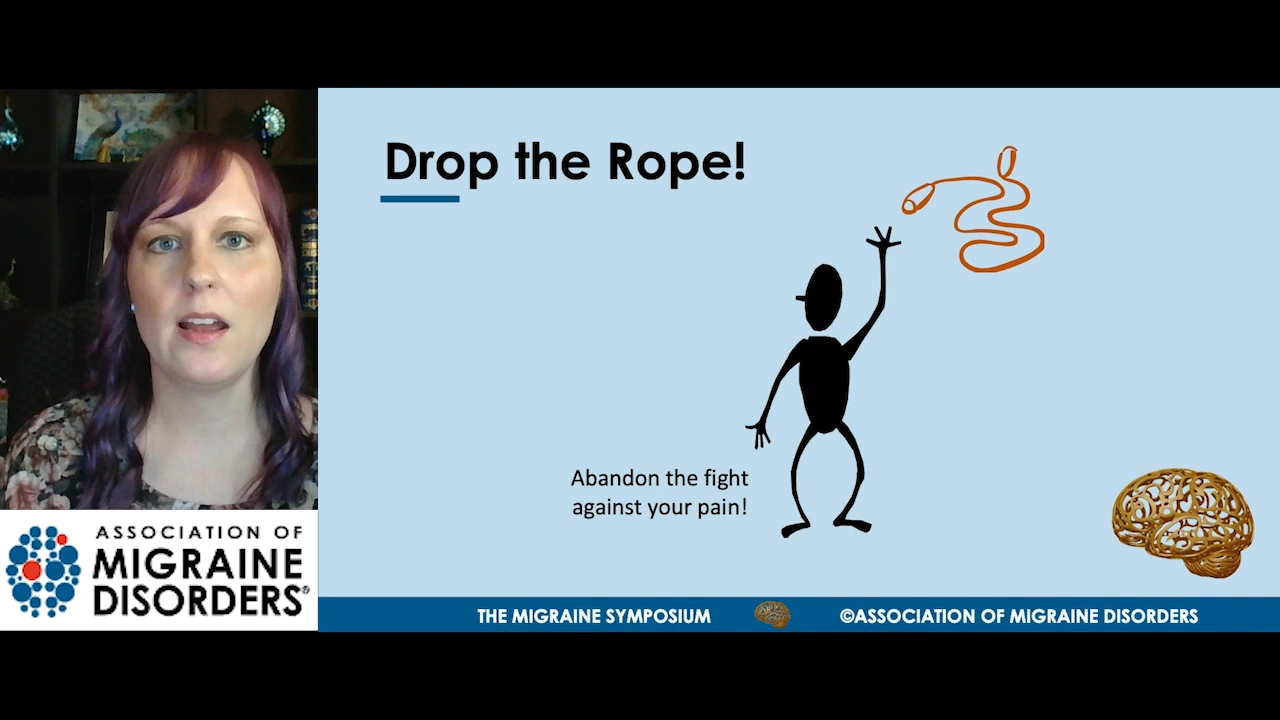 Drop the Rope!
Abandon the fight
against your pain!
ASSOCIATION OF
MIGRAINE
DISORDERS®
THE MIGRAINE SYMPOSIUM
©ASSOCIATION OF MIGRAINE DISORDERS